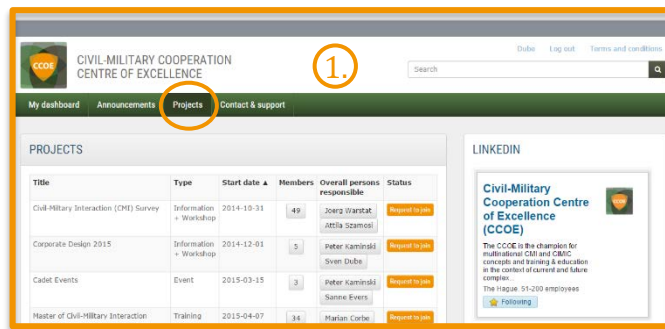 Dube Log out Terms and conditions
CCOE
CIVIL-MILITARY COOPERATION
CENTRE OF EXCELLENCE
1.
Search
My dashboard Announcements Projects Contact & support
PROJECTS
Title Type Start date ▲ Members Overall persons responsible Status
Civil-Military Interaction (CMI) Survey Information + Workshop 2014-10-31 49 Joerg Warstat Attila Szamosi Request to join
Corporate Design 2015 Information + Workshop 2014-12-01 5 Peter Kaminski Sven Dube Request to join
Cadet Events Event 2015-03-15 3 Peter Kaminski Sanne Evers Request to join
Master of Civil-Military Interaction Training 2015-04-07 34 Marian Corbe Request to join
LINKEDIN
Civil-Military
Cooperation Centre
of Excellence
(CCOE)
The CCOE is the champion for
multinational CMI and CIMIC
concepts and training & education
in the context of current and future
complex...
The Hague 51-200 employees
Following